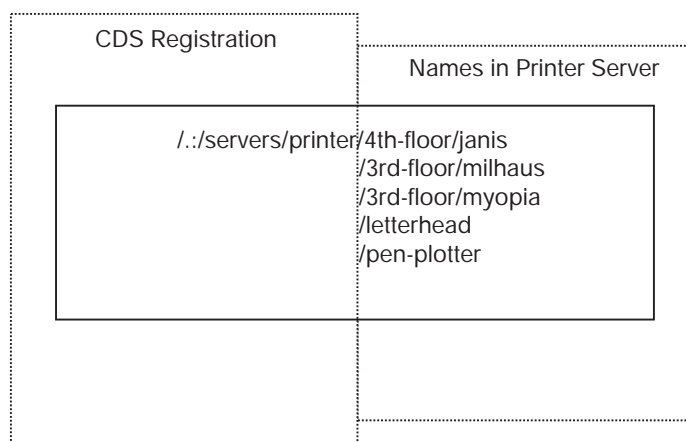 CDS Registration
Names in Printer Server
/.:/servers/printer/4th-floor/janis
/3rd-floor/milhaus
/3rd-floor/myopia
/letterhead
/pen-plotter